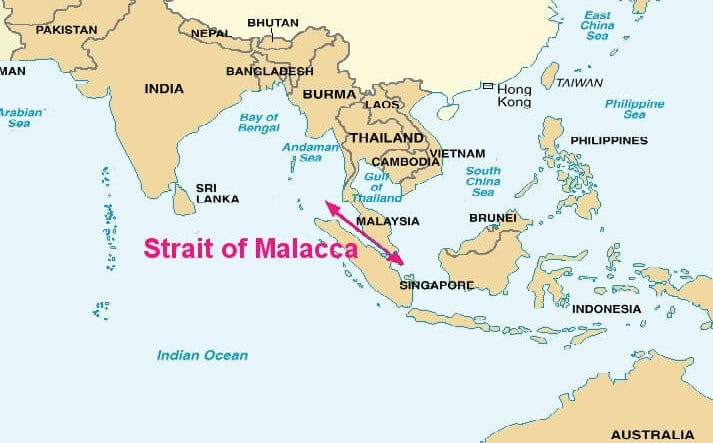 East
China
Sea
BHUTAN
PAKISTAN
NEPAL
BANGLADESH
MAN
INDIA
BURMA
LAOS
Hong
Kong
TAIWAN
Arabian
Sea
Bay of
Bengal
Philippine
Sea
THAILAND
PHILIPPINES
Andaman
Sea
VIETNAM
CAMBODIA
Gulf
of
Thailand
South
China
Sea
SRI
LANKA
MALAYSIA
BRUNEI
Strait of Malacca
SINGAPORE
INDONESIA
Indian Ocean
AUSTRALIA